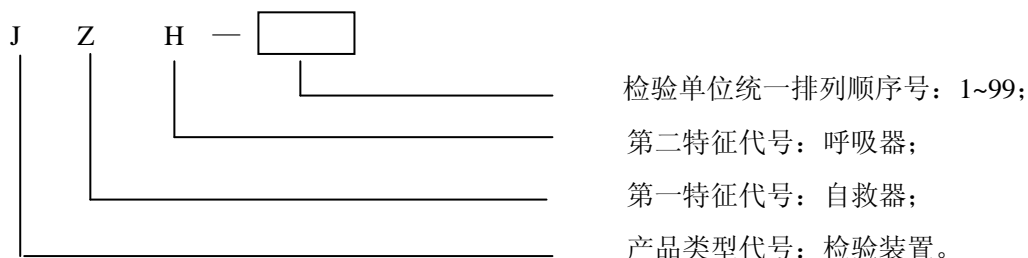 J Z H —
检验单位统一排列顺序号：1~99；
第二特征代号：呼吸器；
第一特征代号：自救器；
产品类型代号：检验装置。